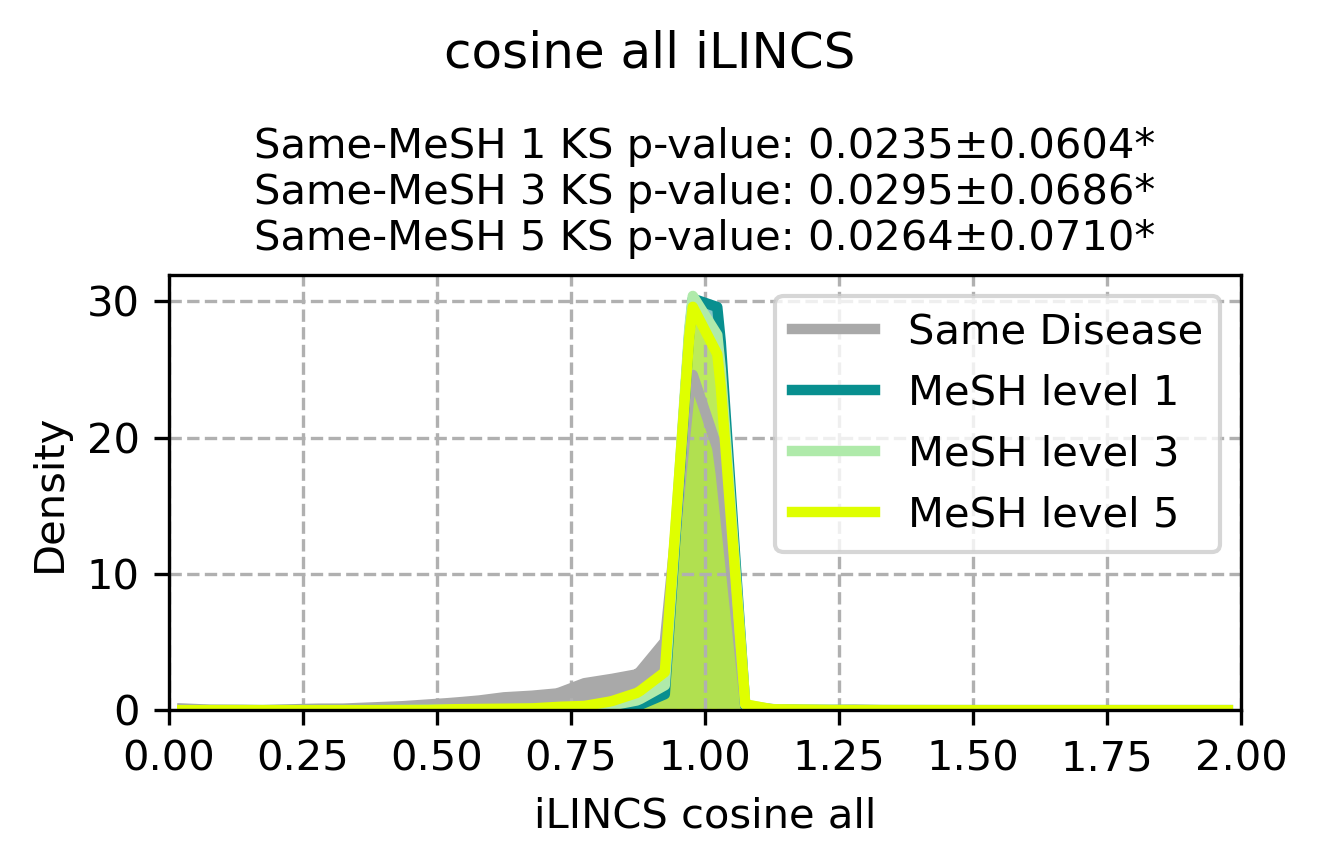 cosine all iLINCS
Same-MeSH 1 KS p-value: 0.0235±0.0604*
Same-MeSH 3 KS p-value: 0.0295±0.0686*
Same-MeSH 5 KS p-value: 0.0264±0.0710*
30
20
10
0
Density
Same Disease
MeSH level 1
MeSH level 3
MeSH level 5
0.00 0.25 0.50 0.75 1.00 1.25 1.50 1.75 2.00
iLINCS cosine all